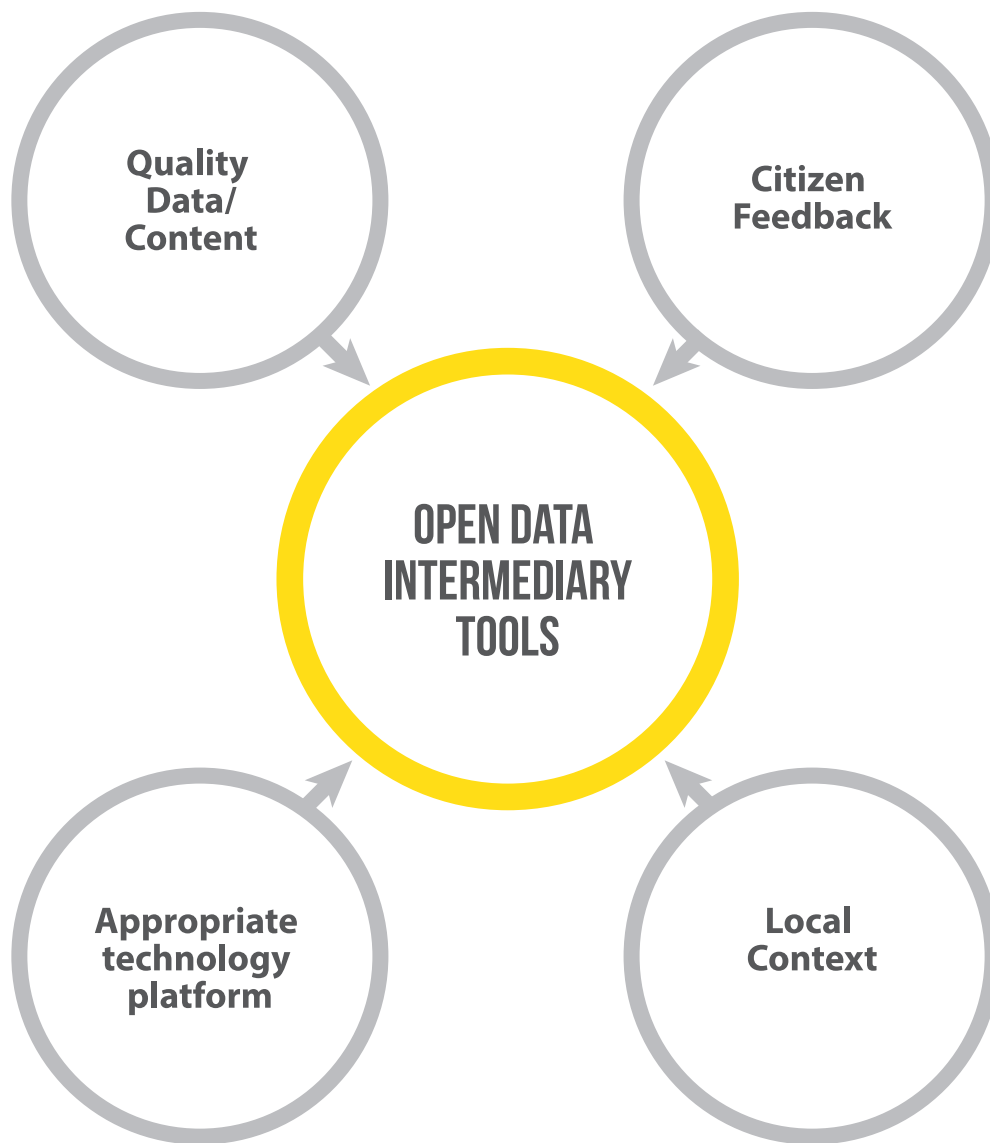 Quality
Data/
Content
Citizen
Feedback
OPEN DATA
INTERMEDIARY
TOOLS
Appropriate
technology
platform
Local
Context